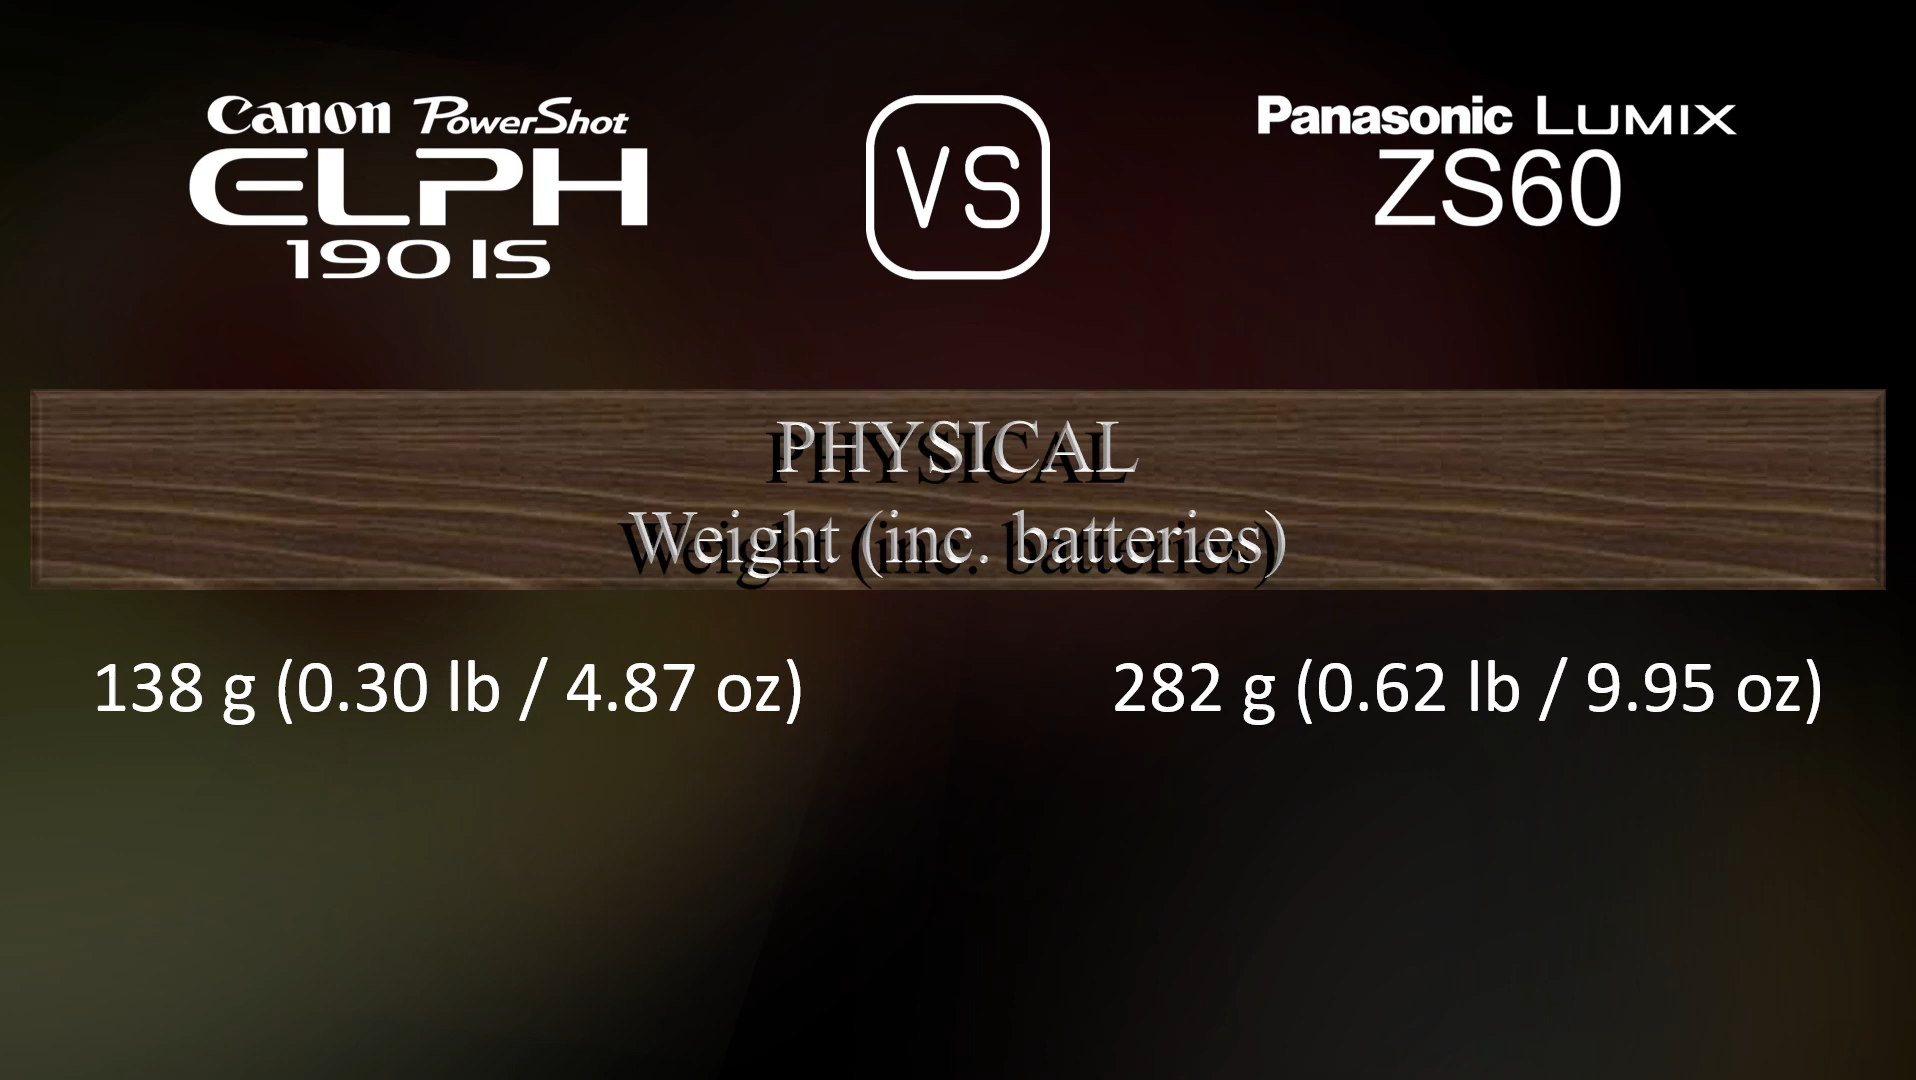 Canon PowerShot
ELPH
190 IS
VS
Panasonic LUMIX
ZS60
PHYSICAL
Weight (inc. batteries)
138 g (0.30 lb / 4.87 oz)
282 g (0.62 lb / 9.95 oz)